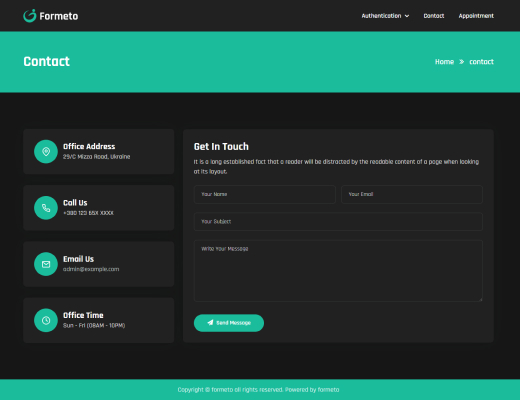 Formeto
Authentication
Contact
Appointment
Contact
Home » contact
Office Address
29/C Mizza Road, Ukraine
Call Us
+380 123 65X XXXX
Email Us
admin@example.com
Office Time
Sun - Fri (08AM - 10PM)
Get In Touch
It is a long established fact that a reader will be distracted by the readable content of a page when looking
at its layout.
Your Name
Your Email
Your Subject
Write Your Message
Send Message
Copyright © formeto all rights reserved. Powered by formeto